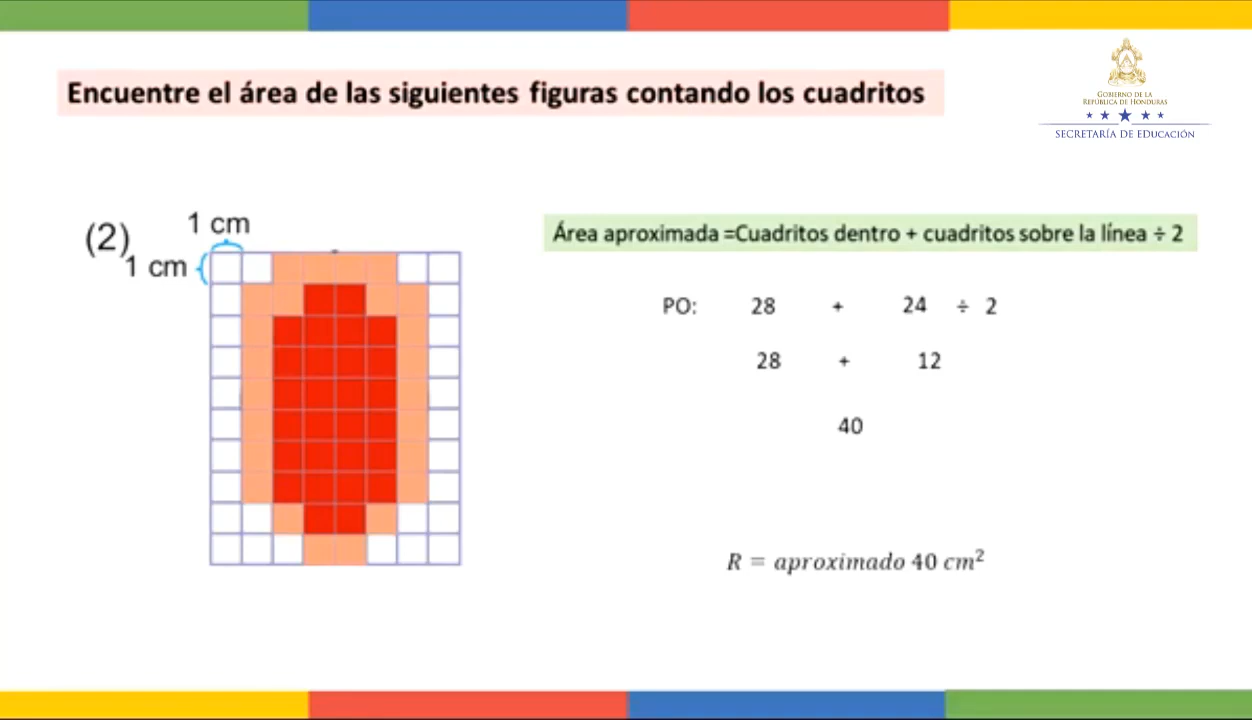 Encuentre el área de las siguientes figuras contando los cuadritos
GOBIERNO DE LA
REPÚBLICA DE HONDURAS
SECRETARÍA DE EDUCACIÓN
(2)
1 cm
1 cm
Área aproximada =Cuadritos dentro + cuadritos sobre la línea ÷ 2
PO: 28 + 24 ÷ 2
28 + 12
40
R = aproximado 40 cm²